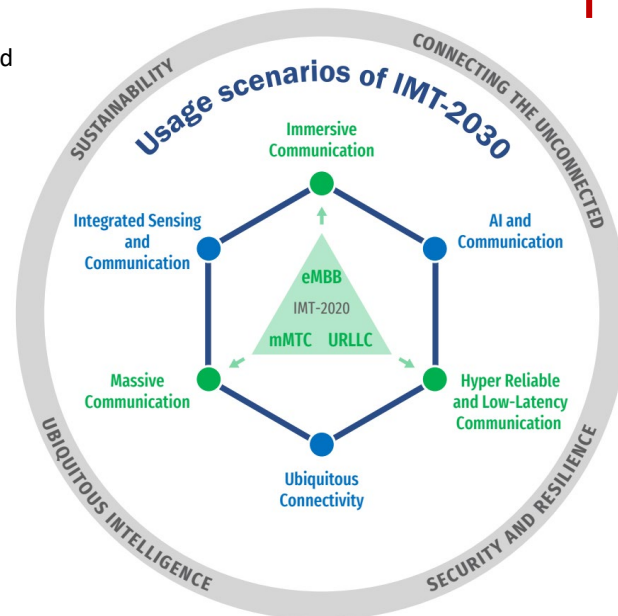 d
SUSTAINABILITY
CONNECTING THE UNCONNECTED
Usage scenarios of IMT-2030
Immersive
Communication
Integrated Sensing
and
Communication
AI and
Communication
eMBB
IMT-2020
mMTC URLLC
Massive
Communication
Hyper Reliable
and Low-Latency
Communication
Ubiquitous
Connectivity
UBIQUITOUS INTELLIGENCE
SECURITY AND RESILIENCE